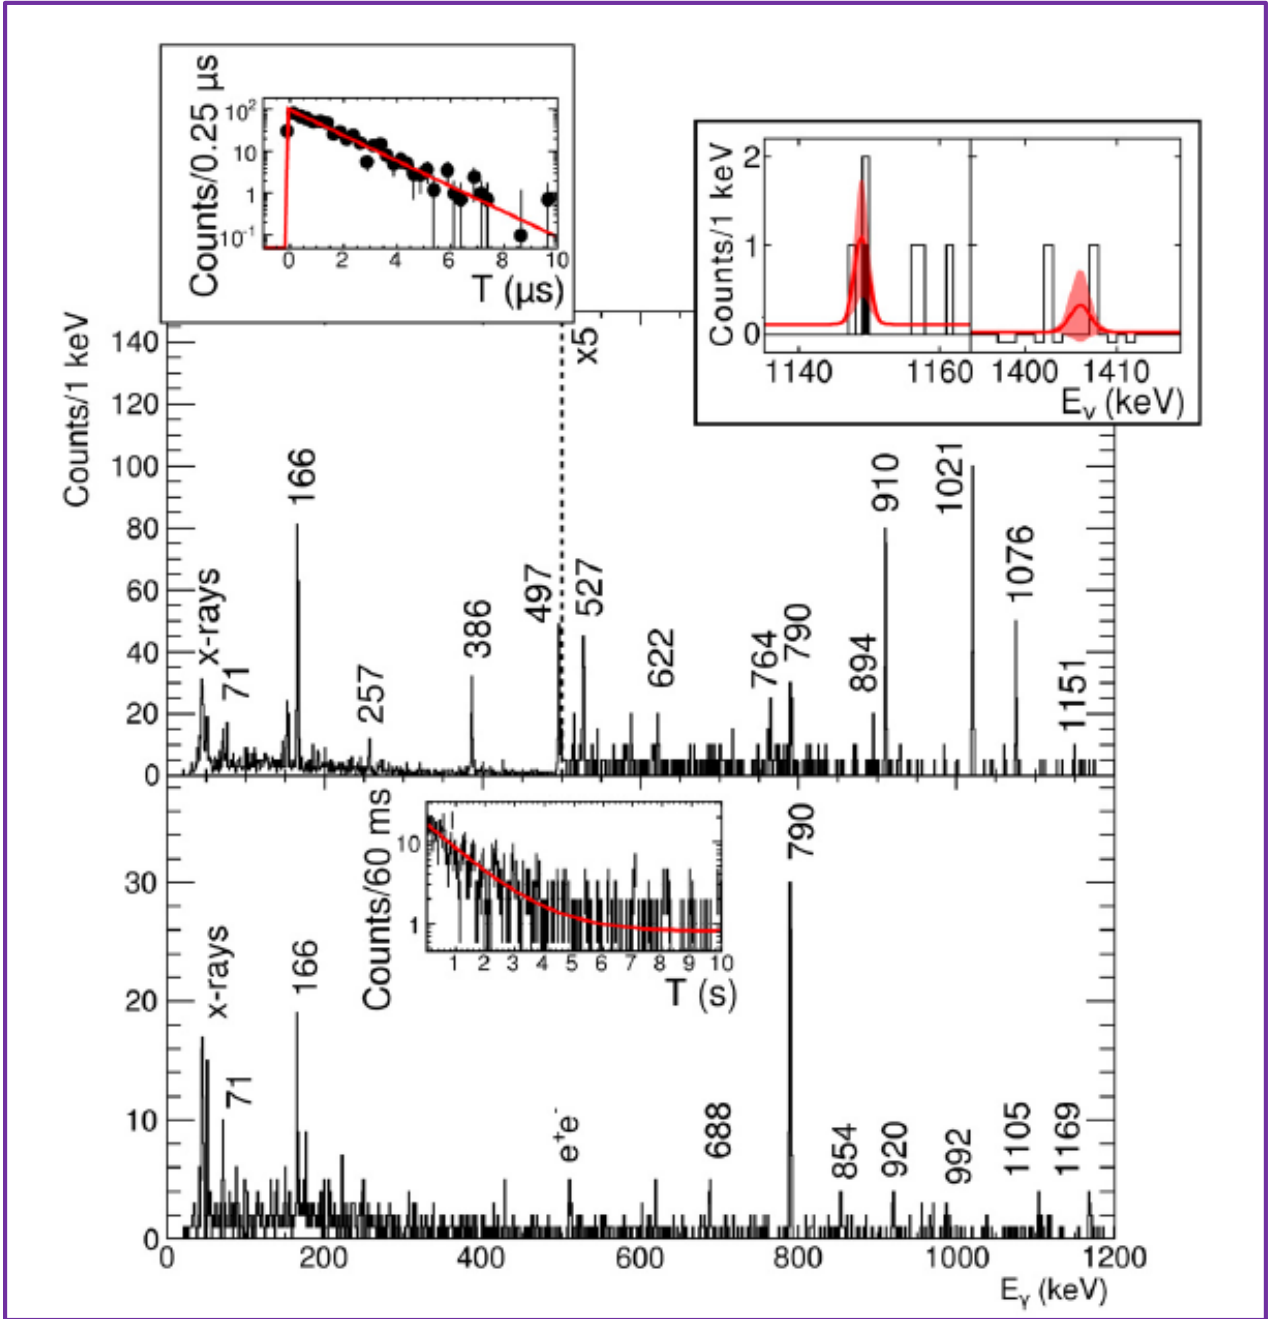 Counts/0.25 μs
10²
10
1
10⁻¹
0 2 4 6 8 10
T (μs)
Counts/1 keV
2
1
0
1140 1160 1400 1410
Eᵧ (keV)
Counts/1 keV
140
120
100
80
60
40
20
0
x5
x-rays
71
166
257
386
497
527
622
764
790
894
910
1021
1076
1151
Counts/60 ms
10
1
1 2 3 4 5 6 7 8 9 10
T (s)
30
20
10
0
x-rays
71
166
e⁺e⁻
688
790
854
920
992
1105
1169
0 200 400 600 800 1000 1200
Eᵧ (keV)